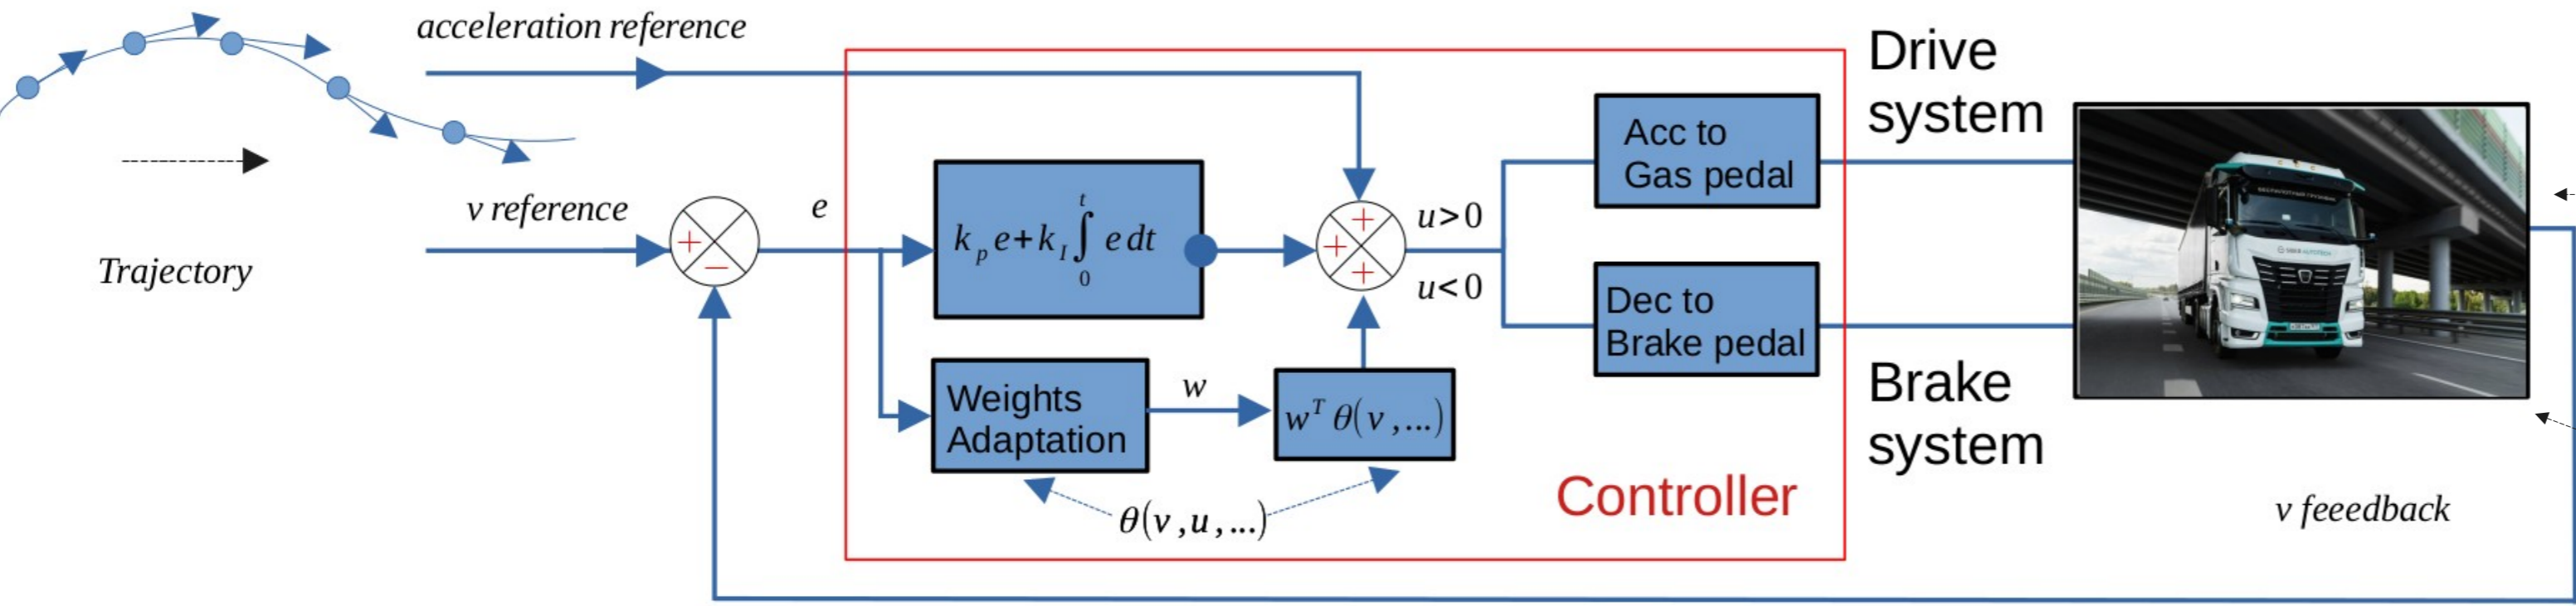 acceleration reference
Drive
system
Acc to
Gas pedal
v reference
e
u>0
+
−
k_p e+k_I ∫_0^t e dt
+
+
+
u<0
Trajectory
Dec to
Brake pedal
Weights
Adaptation
w
w^T θ(v,...)
Brake
system
θ(v,u,...)
Controller
v feeedback